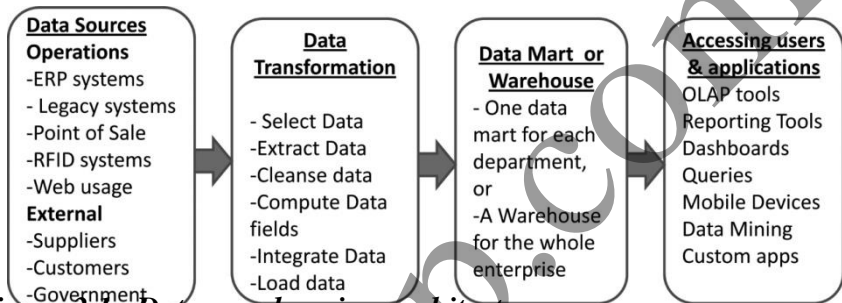 Data Sources
Operations
-ERP systems
- Legacy systems
-Point of Sale
-RFID systems
-Web usage
External
-Suppliers
-Customers
-Government
Data
Transformation
- Select Data
-Extract Data
-Cleanse data
-Compute Data
fields
-Integrate Data
-Load data
Data Mart or
Warehouse
- One data
mart for each
department,
or
-A Warehouse
for the whole
enterprise
Accessing users
& applications
OLAP tools
Reporting Tools
Dashboards
Queries
Mobile Devices
Data Mining
Custom apps